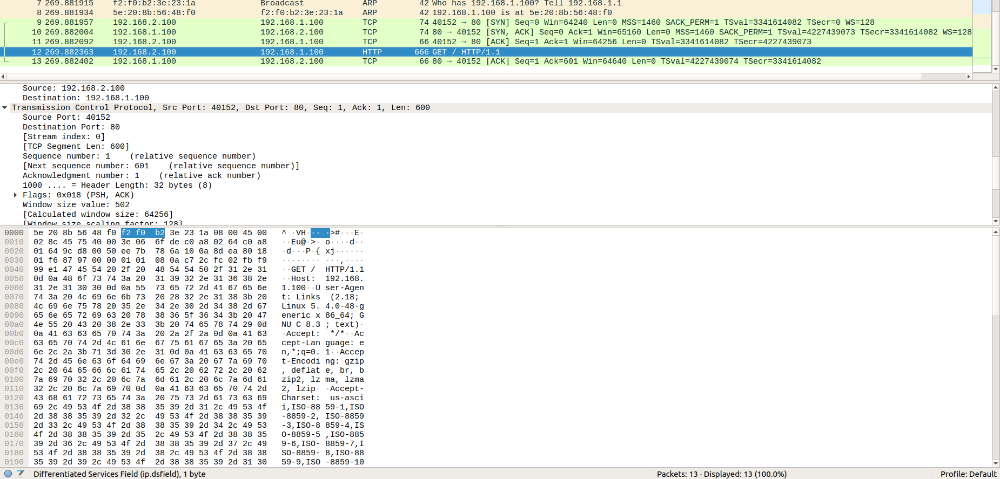 7 269.881915 f2:f0:b2:3e:23:1a Broadcast ARP 42 Who has 192.168.1.100? Tell 192.168.1.1
8 269.881934 5e:20:8b:56:48:f0 f2:f0:b2:3e:23:1a ARP 42 192.168.1.100 is at 5e:20:8b:56:48:f0
9 269.881957 192.168.2.100 192.168.1.100 TCP 74 40152 → 80 [SYN] Seq=0 Win=64240 Len=0 MSS=1460 SACK_PERM=1 TSval=3341614082 TSecr=0 WS=128
10 269.882004 192.168.1.100 192.168.2.100 TCP 74 80 → 40152 [SYN, ACK] Seq=0 Ack=1 Win=65160 Len=0 MSS=1460 SACK_PERM=1 TSval=4227439073 TSecr=3341614082 WS=128
11 269.882092 192.168.2.100 192.168.1.100 TCP 66 40152 → 80 [ACK] Seq=1 Ack=1 Win=64256 Len=0 TSval=3341614082 TSecr=4227439073
12 269.882363 192.168.2.100 192.168.1.100 HTTP 666 GET / HTTP/1.1
13 269.882402 192.168.1.100 192.168.2.100 TCP 66 80 → 40152 [ACK] Seq=1 Ack=601 Win=64640 Len=0 TSval=4227439074 TSecr=3341614082
Source: 192.168.2.100
Destination: 192.168.1.100
Transmission Control Protocol, Src Port: 40152, Dst Port: 80, Seq: 1, Ack: 1, Len: 600
Source Port: 40152
Destination Port: 80
[Stream index: 0]
[TCP Segment Len: 600]
Sequence number: 1    (relative sequence number)
[Next sequence number: 601    (relative sequence number)]
Acknowledgment number: 1    (relative ack number)
1000 .... = Header Length: 32 bytes (8)
Flags: 0x018 (PSH, ACK)
Window size value: 502
[Calculated window size: 64256]
[Window size scaling factor: 128]
0000 5e 20 8b 56 48 f0 f2 f0 b2 3e 23 1a 08 00 45 00 ^ ·VH··· ·>#···E·
0010 02 8c 45 75 40 00 3e 06 6f de c0 a8 02 64 c0 a8 ··Eu@·>· o····d··
0020 01 64 9c d8 00 50 ee 7b 78 6a 10 0a 8d ea 80 18 ·d···P·{ xj······
0030 01 f6 87 97 00 00 01 01 08 0a c7 2c fc 02 fb f9 ········ ···,····
0040 99 e1 47 45 54 20 2f 20 48 54 54 50 2f 31 2e 31 ··GET / HTTP/1.1
0050 0d 0a 48 6f 73 74 3a 20 31 39 32 2e 31 36 38 2e ··Host: 192.168.
0060 31 2e 31 30 30 0d 0a 55 73 65 72 2d 41 67 65 6e 1.100··U ser-Agen
0070 74 3a 20 4c 69 6e 6b 73 20 28 32 2e 31 38 3b 20 t: Links (2.18;
0080 4c 69 6e 75 78 20 35 2e 34 2e 30 2d 34 38 2d 67 Linux 5. 4.0-48-g
0090 65 6e 65 72 69 63 20 78 38 36 5f 36 34 3b 20 47 eneric x 86_64; G
00a0 4e 55 20 43 20 38 2e 33 3b 20 74 65 78 74 29 0d NU C 8.3 ; text)·
00b0 0a 41 63 63 65 70 74 3a 20 2a 2f 2a 0d 0a 41 63 ·Accept: */*··Ac
00c0 63 65 70 74 2d 4c 61 6e 67 75 61 67 65 3a 20 65 cept-Lan guage: e
00d0 6e 2c 2a 3b 71 3d 30 2e 31 0d 0a 41 63 63 65 70 n,*;q=0. 1··Accep
00e0 74 2d 45 6e 63 6f 64 69 6e 67 3a 20 67 7a 69 70 t-Encodi ng: gzip
00f0 2c 20 64 65 66 6c 61 74 65 2c 20 62 72 2c 20 62 , deflat e, br, b
0100 7a 69 70 32 2c 20 6c 7a 6d 61 2c 20 6c 7a 6d 61 zip2, lz ma, lzma
0110 32 2c 20 6c 7a 69 70 0d 0a 41 63 63 65 70 74 2d 2, lzip· ·Accept-
0120 43 68 61 72 73 65 74 3a 20 75 73 2d 61 73 63 69 Charset: us-asci
0130 69 2c 49 53 4f 2d 38 38 35 39 2d 31 2c 49 53 4f i,ISO-88 59-1,ISO
0140 2d 38 38 35 39 2d 32 2c 49 53 4f 2d 38 38 35 39 -8859-2, ISO-8859
0150 2d 33 2c 49 53 4f 2d 38 38 35 39 2d 34 2c 49 53 -3,ISO-8 859-4,IS
0160 4f 2d 38 38 35 39 2d 35 2c 49 53 4f 2d 38 38 35 O-8859-5 ,ISO-885
0170 39 2d 36 2c 49 53 4f 2d 38 38 35 39 2d 37 2c 49 9-6,ISO- 8859-7,I
0180 53 4f 2d 38 38 35 39 2d 38 2c 49 53 4f 2d 38 38 SO-8859- 8,ISO-88
0190 35 39 2d 39 2c 49 53 4f 2d 38 38 35 39 2d 31 30 59-9,ISO -8859-10
Differentiated Services Field (ip.dsfield), 1 byte Packets: 13 · Displayed: 13 (100.0%) Profile: Default